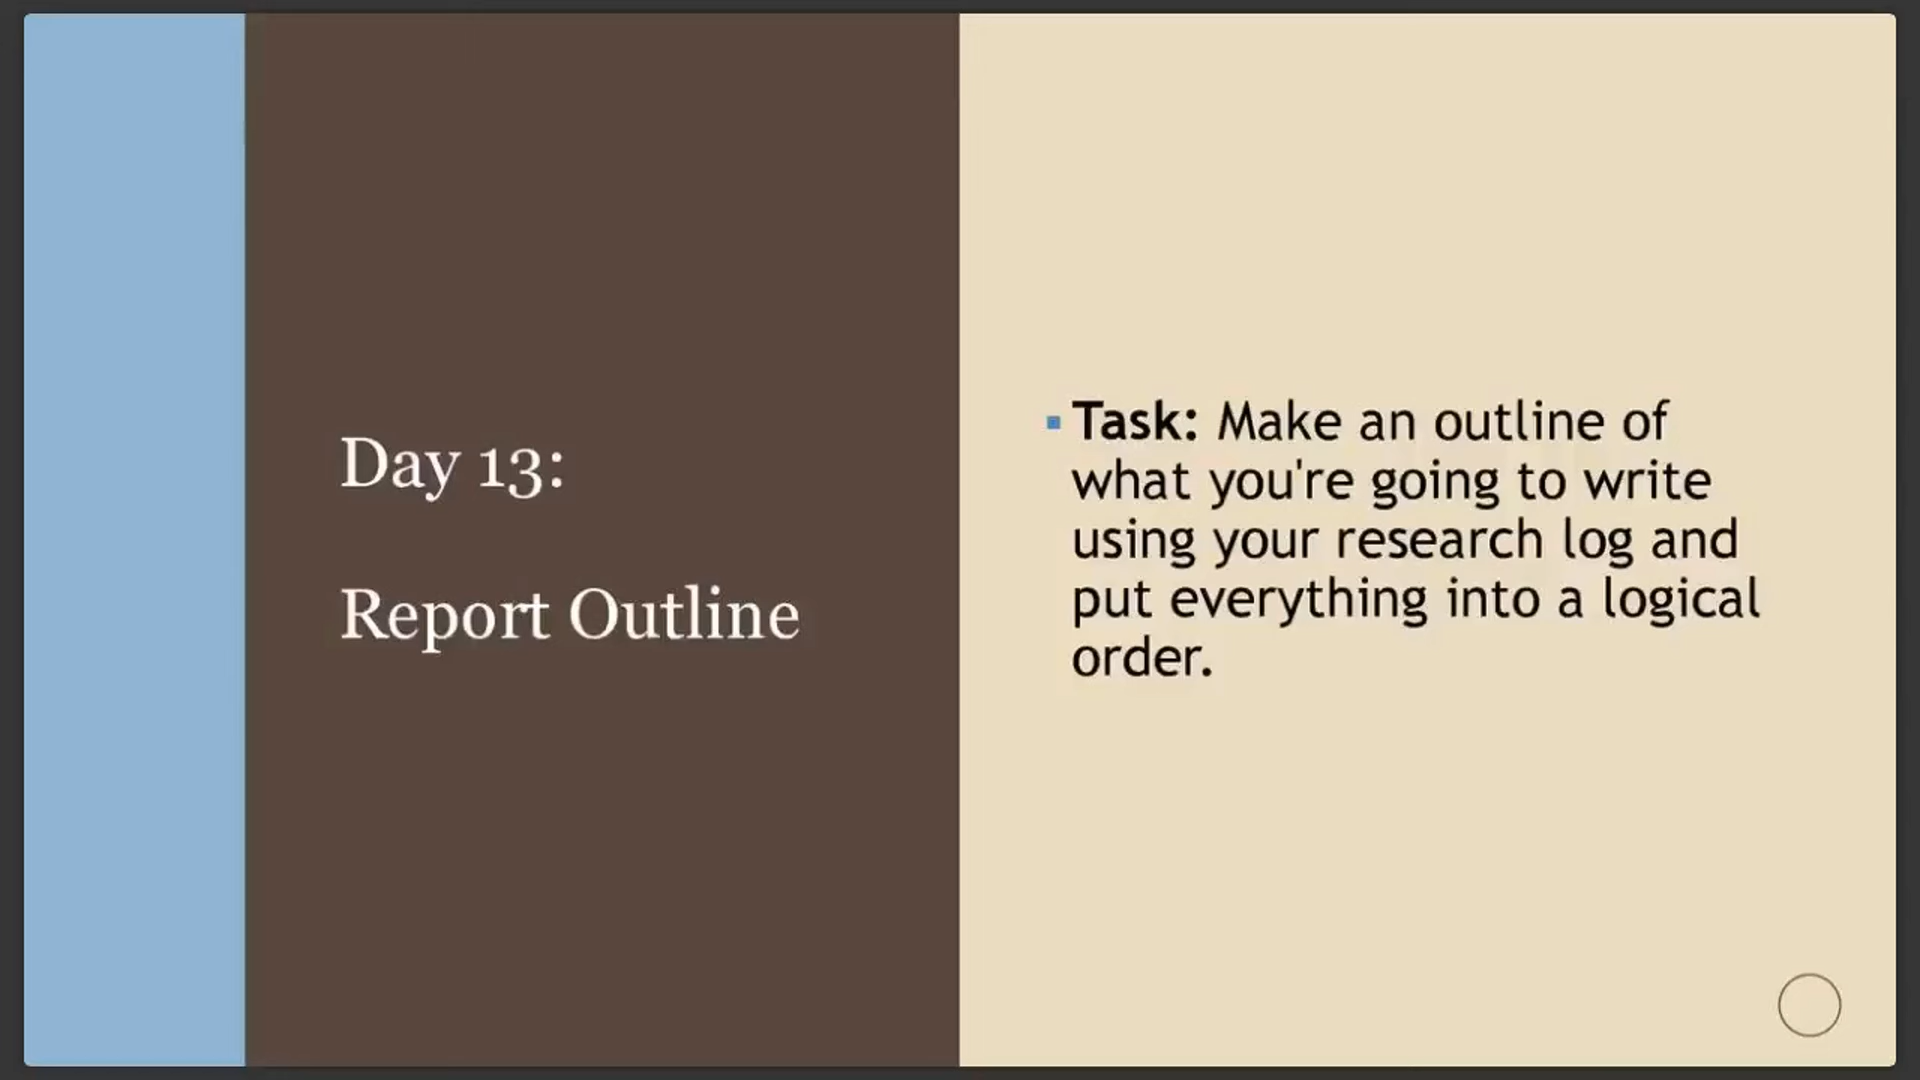 Day 13:
Report Outline
Task: Make an outline of
what you're going to write
using your research log and
put everything into a logical
order.